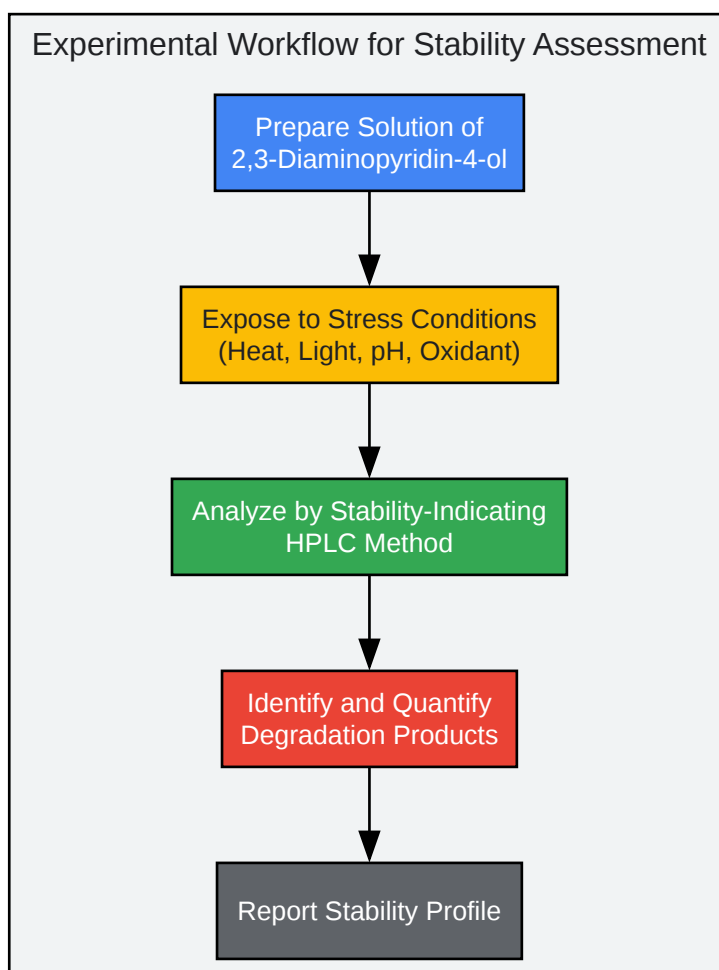 Experimental Workflow for Stability Assessment
Prepare Solution of
2,3-Diaminopyridin-4-ol
Expose to Stress Conditions
(Heat, Light, pH, Oxidant)
Analyze by Stability-Indicating
HPLC Method
Identify and Quantify
Degradation Products
Report Stability Profile